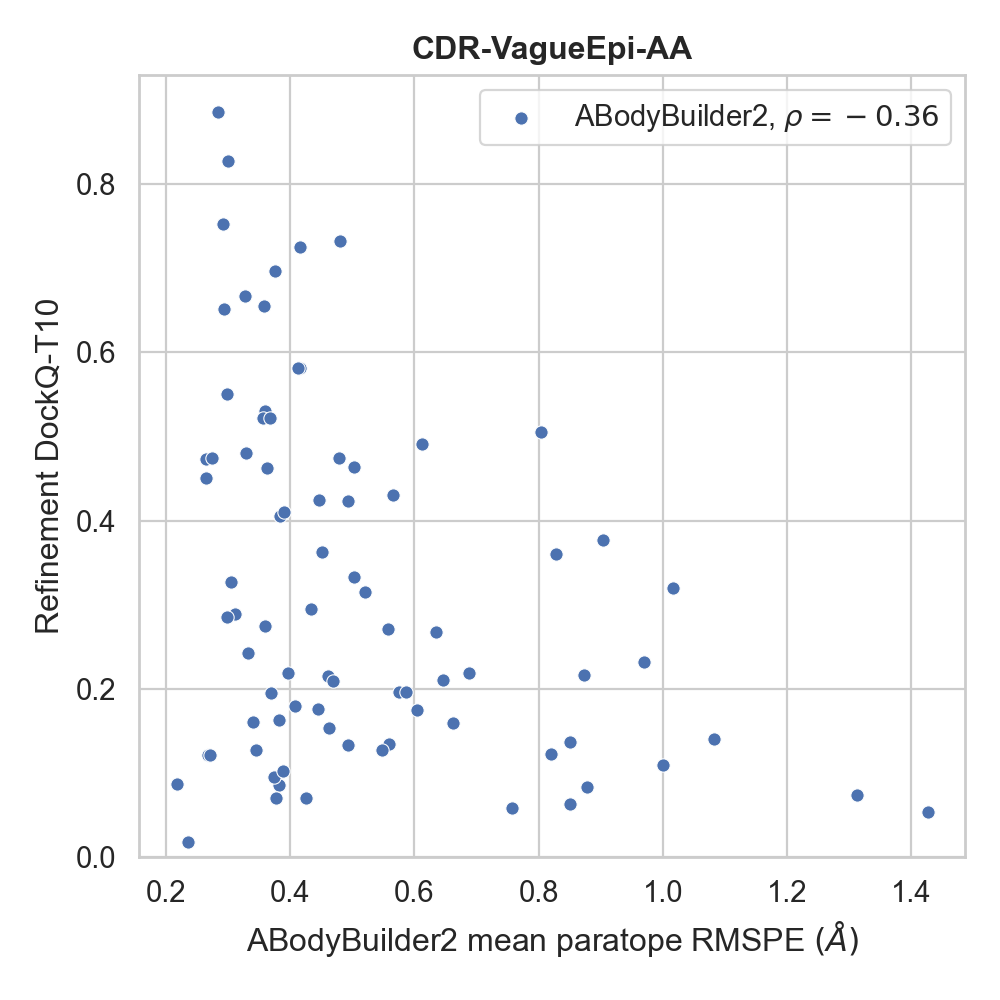 CDR-VagueEpi-AA
ABodyBuilder2, ρ = − 0.36
Refinement DockQ-T10
0.8
0.6
0.4
0.2
0.0
0.2 0.4 0.6 0.8 1.0 1.2 1.4
ABodyBuilder2 mean paratope RMSPE (Å)